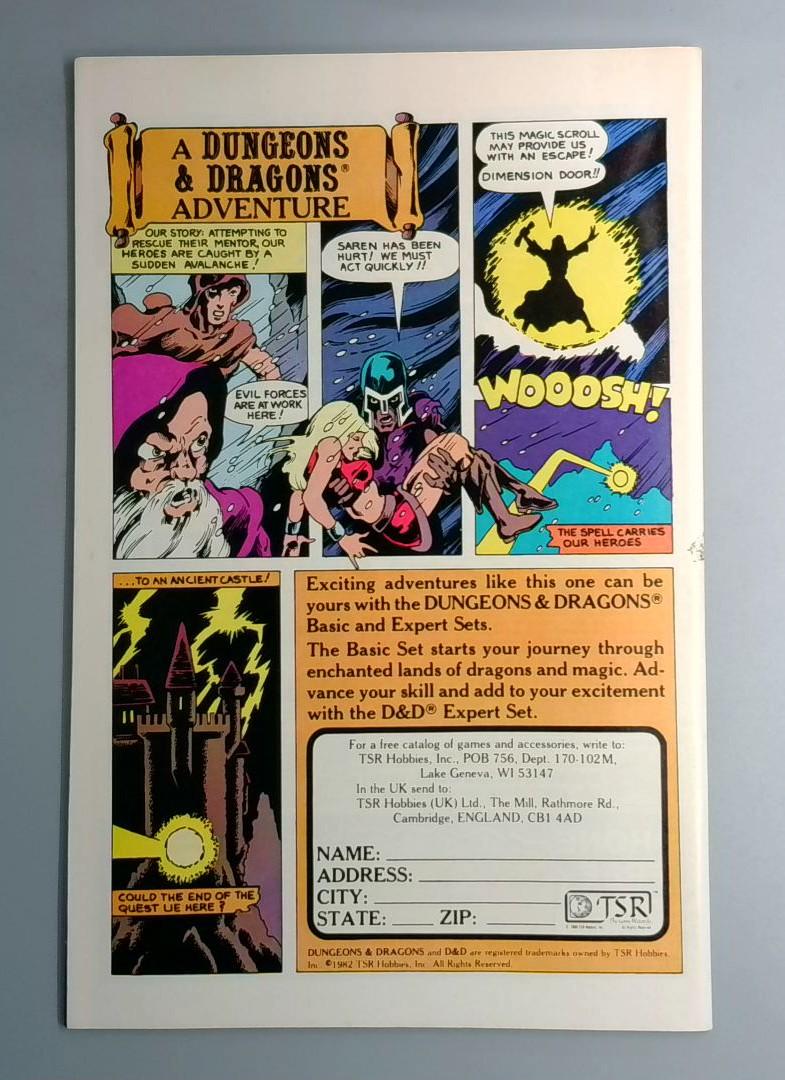 A DUNGEONS
& DRAGONS®
ADVENTURE
OUR STORY: ATTEMPTING TO
RESCUE THEIR MENTOR, OUR
HEROES ARE CAUGHT BY A
SUDDEN AVALANCHE!
EVIL FORCES
ARE AT WORK
HERE!
SAREN HAS BEEN
HURT! WE MUST
ACT QUICKLY!!
THIS MAGIC SCROLL
MAY PROVIDE US
WITH AN ESCAPE!
DIMENSION DOOR!!
WOOOSH!
THE SPELL CARRIES
OUR HEROES
...TO AN ANCIENT CASTLE!
COULD THE END OF THE
QUEST LIE HERE?
Exciting adventures like this one can be
yours with the DUNGEONS & DRAGONS®
Basic and Expert Sets.
The Basic Set starts your journey through
enchanted lands of dragons and magic. Ad-
vance your skill and add to your excitement
with the D&D® Expert Set.
For a free catalog of games and accessories, write to:
TSR Hobbies, Inc., POB 756, Dept. 170-102M,
Lake Geneva, WI 53147
In the UK send to:
TSR Hobbies (UK) Ltd., The Mill, Rathmore Rd.,
Cambridge, ENGLAND, CB1 4AD
NAME:
ADDRESS:
CITY:
STATE: ZIP:
TSR
DUNGEONS & DRAGONS and D&D are registered trademarks owned by TSR Hobbies,
Inc. ©1982 TSR Hobbies, Inc. All Rights Reserved.